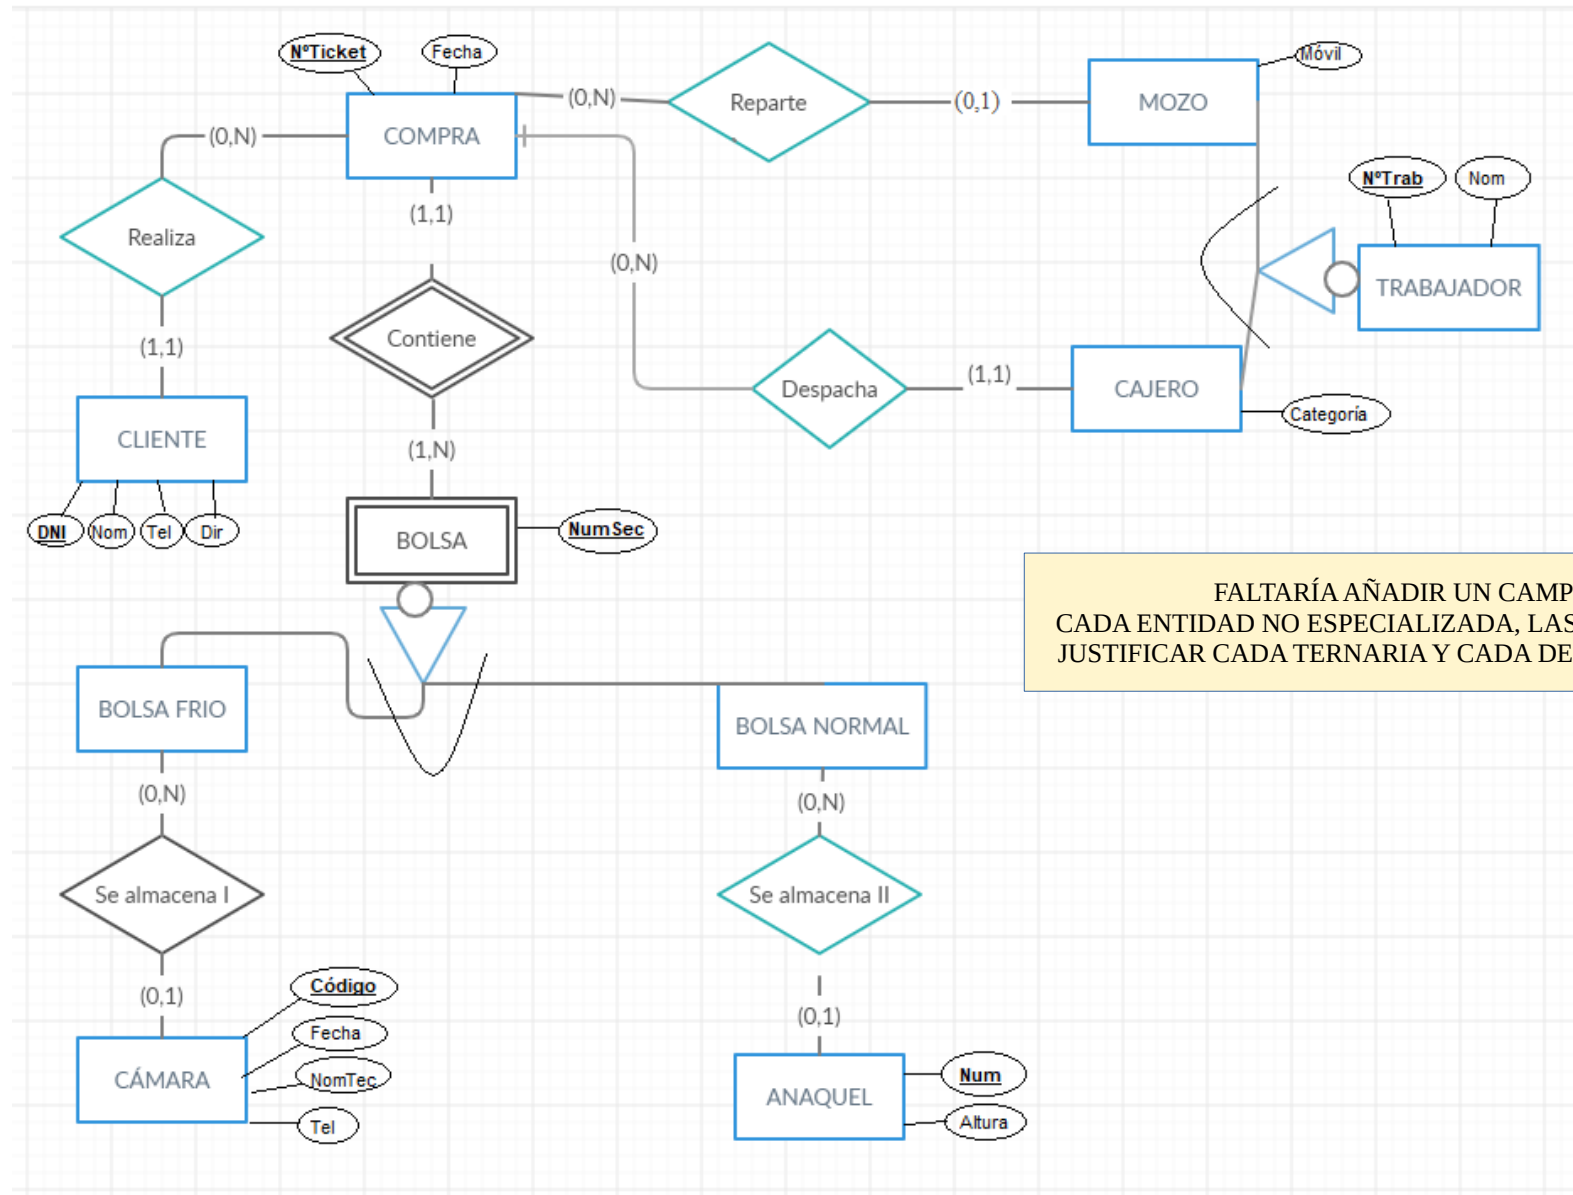 NºTicket
Fecha
COMPRA
(0,N)
Reparte
(0,1)
MOZO
Móvil
(0,N)
Realiza
(1,1)
CLIENTE
DNI
Nom
Tel
Dir
(1,1)
Contiene
(1,N)
BOLSA
NumSec
(0,N)
Despacha
(1,1)
CAJERO
Categoría
NºTrab
Nom
TRABAJADOR
FALTARÍA AÑADIR UN CAMP
CADA ENTIDAD NO ESPECIALIZADA, LAS
JUSTIFICAR CADA TERNARIA Y CADA DE
BOLSA FRIO
(0,N)
Se almacena I
(0,1)
CÁMARA
Código
Fecha
NomTec
Tel
BOLSA NORMAL
(0,N)
Se almacena II
(0,1)
ANAQUEL
Num
Altura